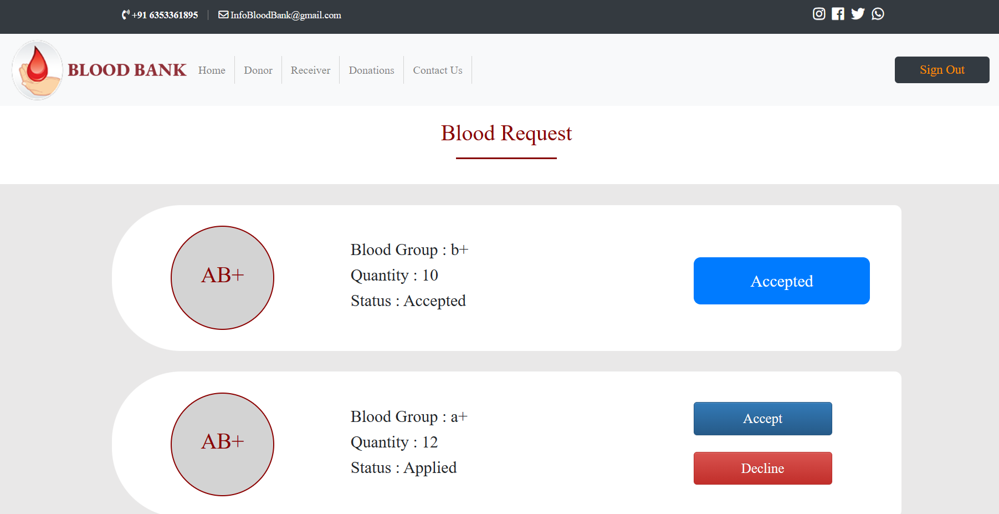 +91 6353361895 InfoBloodBank@gmail.com
BLOOD BANK Home Donor Receiver Donations Contact Us Sign Out
Blood Request
AB+
Blood Group : b+
Quantity : 10
Status : Accepted
Accepted
AB+
Blood Group : a+
Quantity : 12
Status : Applied
Accept
Decline